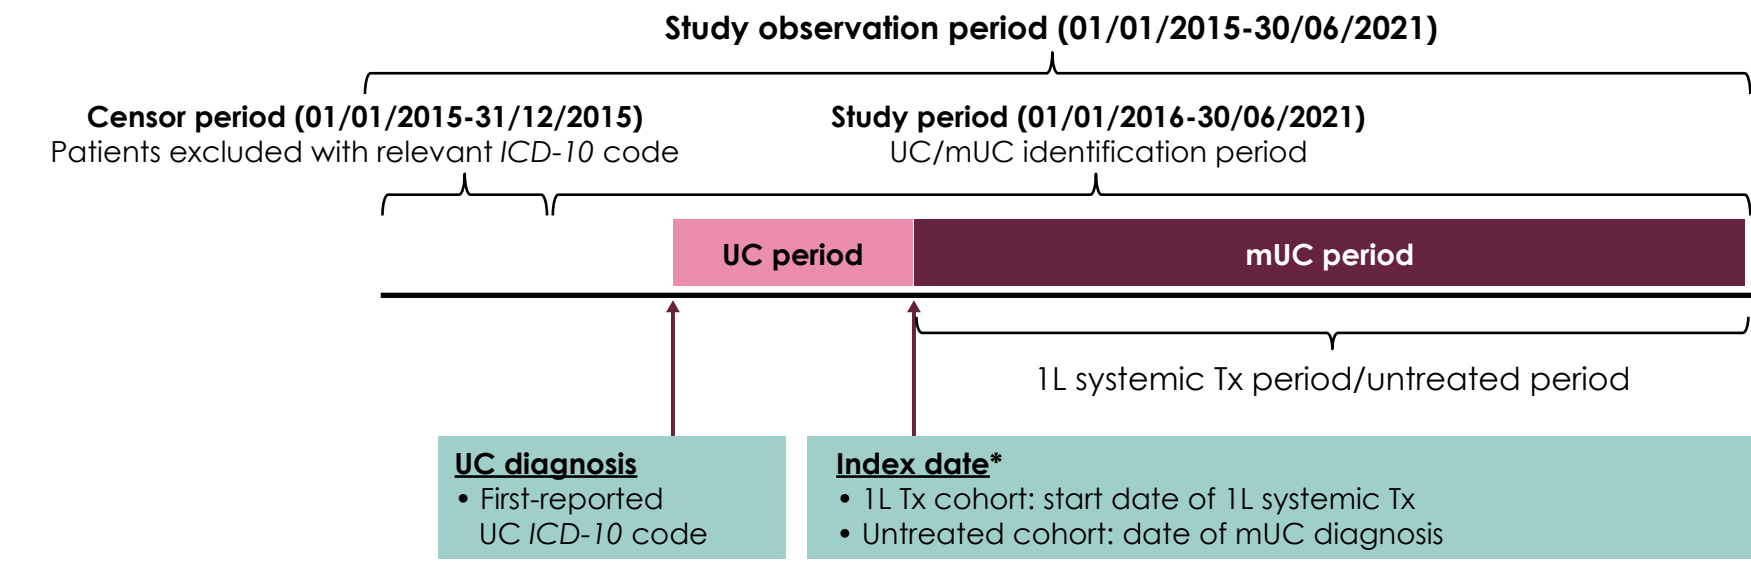 Study observation period (01/01/2015-30/06/2021)
Censor period (01/01/2015-31/12/2015)
Patients excluded with relevant ICD-10 code
Study period (01/01/2016-30/06/2021)
UC/mUC identification period
UC period
mUC period
1L systemic Tx period/untreated period
UC diagnosis
• First-reported
UC ICD-10 code
Index date*
• 1L Tx cohort: start date of 1L systemic Tx
• Untreated cohort: date of mUC diagnosis